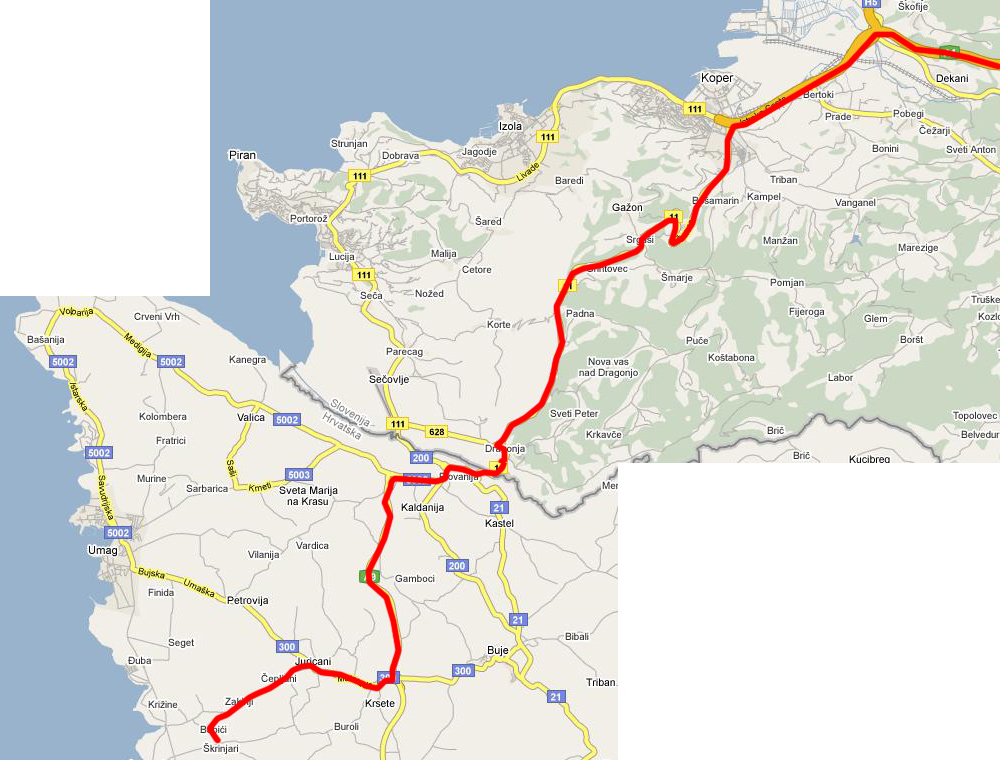 H5
Škofije
Dekani
Koper
111
Bertoki
Prade
Pobegi
Čežarji
Izola
111
Strunjan
Dobrava
Jagodje
Livade
Bonini
Sveti Anton
Piran
111
Baredi
Triban
Kampel
Vanganel
Portorož
Šared
Gažon
11
Bosamarin
Manžan
Marezige
Lucija
Malija
Cetore
Srgaši
111
Šmarje
Pomjan
Seča
Nožed
Padna
Fijeroga
Glem
Truške
Volparija
Crveni Vrh
Korte
Puče
Boršt
Bašanija
Medigija
5002
5002
Kanegra
Parecag
Nova vas
nad Dragonjo
Koštabona
Labor
Istarska
Sečovlje
Slovenija
Hrvatska
Kolombera
Valica
5002
111
628
Sveti Peter
Krkavče
Topolovec
Brič
Belvedur
Fratrici
5002
Dragonja
Brič
Kucibreg
200
Savudrijska
Murine
Saši
Kmeti
5003
Sarbarica
Sveta Marija
na Krasu
Plovanija
Kaldanija
21
Kastel
5002
Umag
Vilanija
Vardica
200
Bujska
Umaška
Gamboci
Finida
Petrovija
21
Seget
300
Buje
Bibali
Đuba
Juricani
Čepljani
300
Triban
Križine
Krsete
21
Buroli
Škrinjari